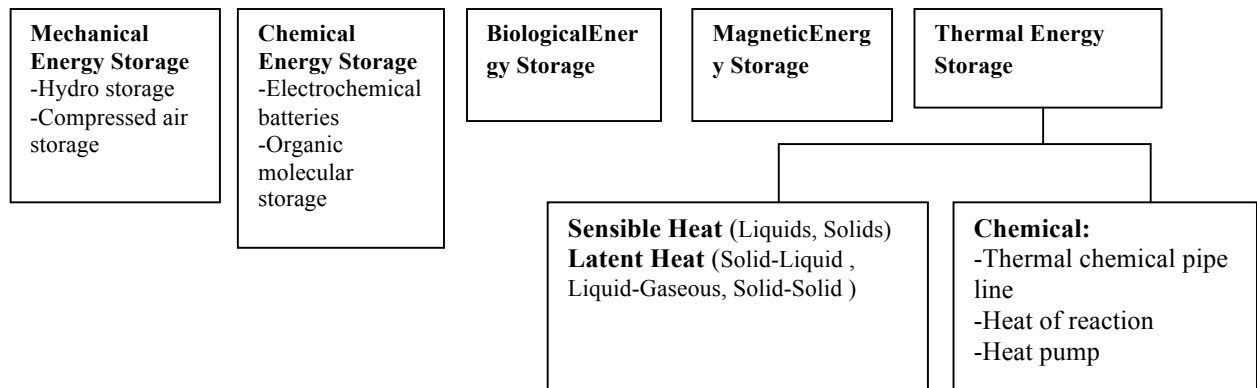 Mechanical
Energy Storage
-Hydro storage
-Compressed air
storage
Chemical
Energy Storage
-Electrochemical
batteries
-Organic
molecular
storage
BiologicalEner
gy Storage
MagneticEnerg
y Storage
Thermal Energy
Storage
Sensible Heat (Liquids, Solids)
Latent Heat (Solid-Liquid ,
Liquid-Gaseous, Solid-Solid )
Chemical:
-Thermal chemical pipe
line
-Heat of reaction
-Heat pump